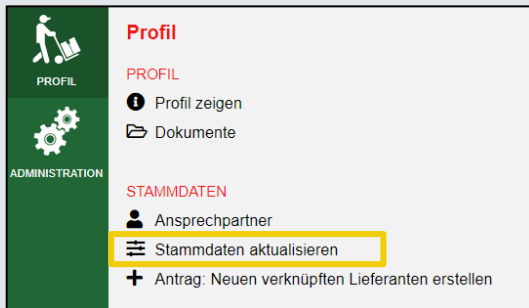 PROFIL
ADMINISTRATION
Profil
PROFIL
Profil zeigen
Dokumente
STAMMDATEN
Ansprechpartner
Stammdaten aktualisieren
Antrag: Neuen verknüpften Lieferanten erstellen